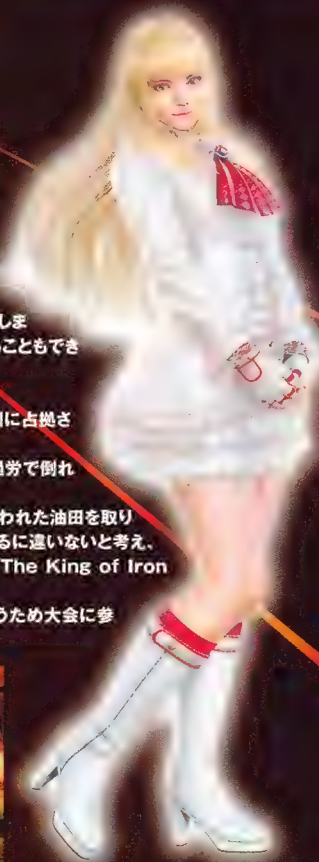 しま
ることもでき
に占拠さ
過労で倒れ
われた油田を取り
るに違いないと考え、
The King of Iron
うため大会に参